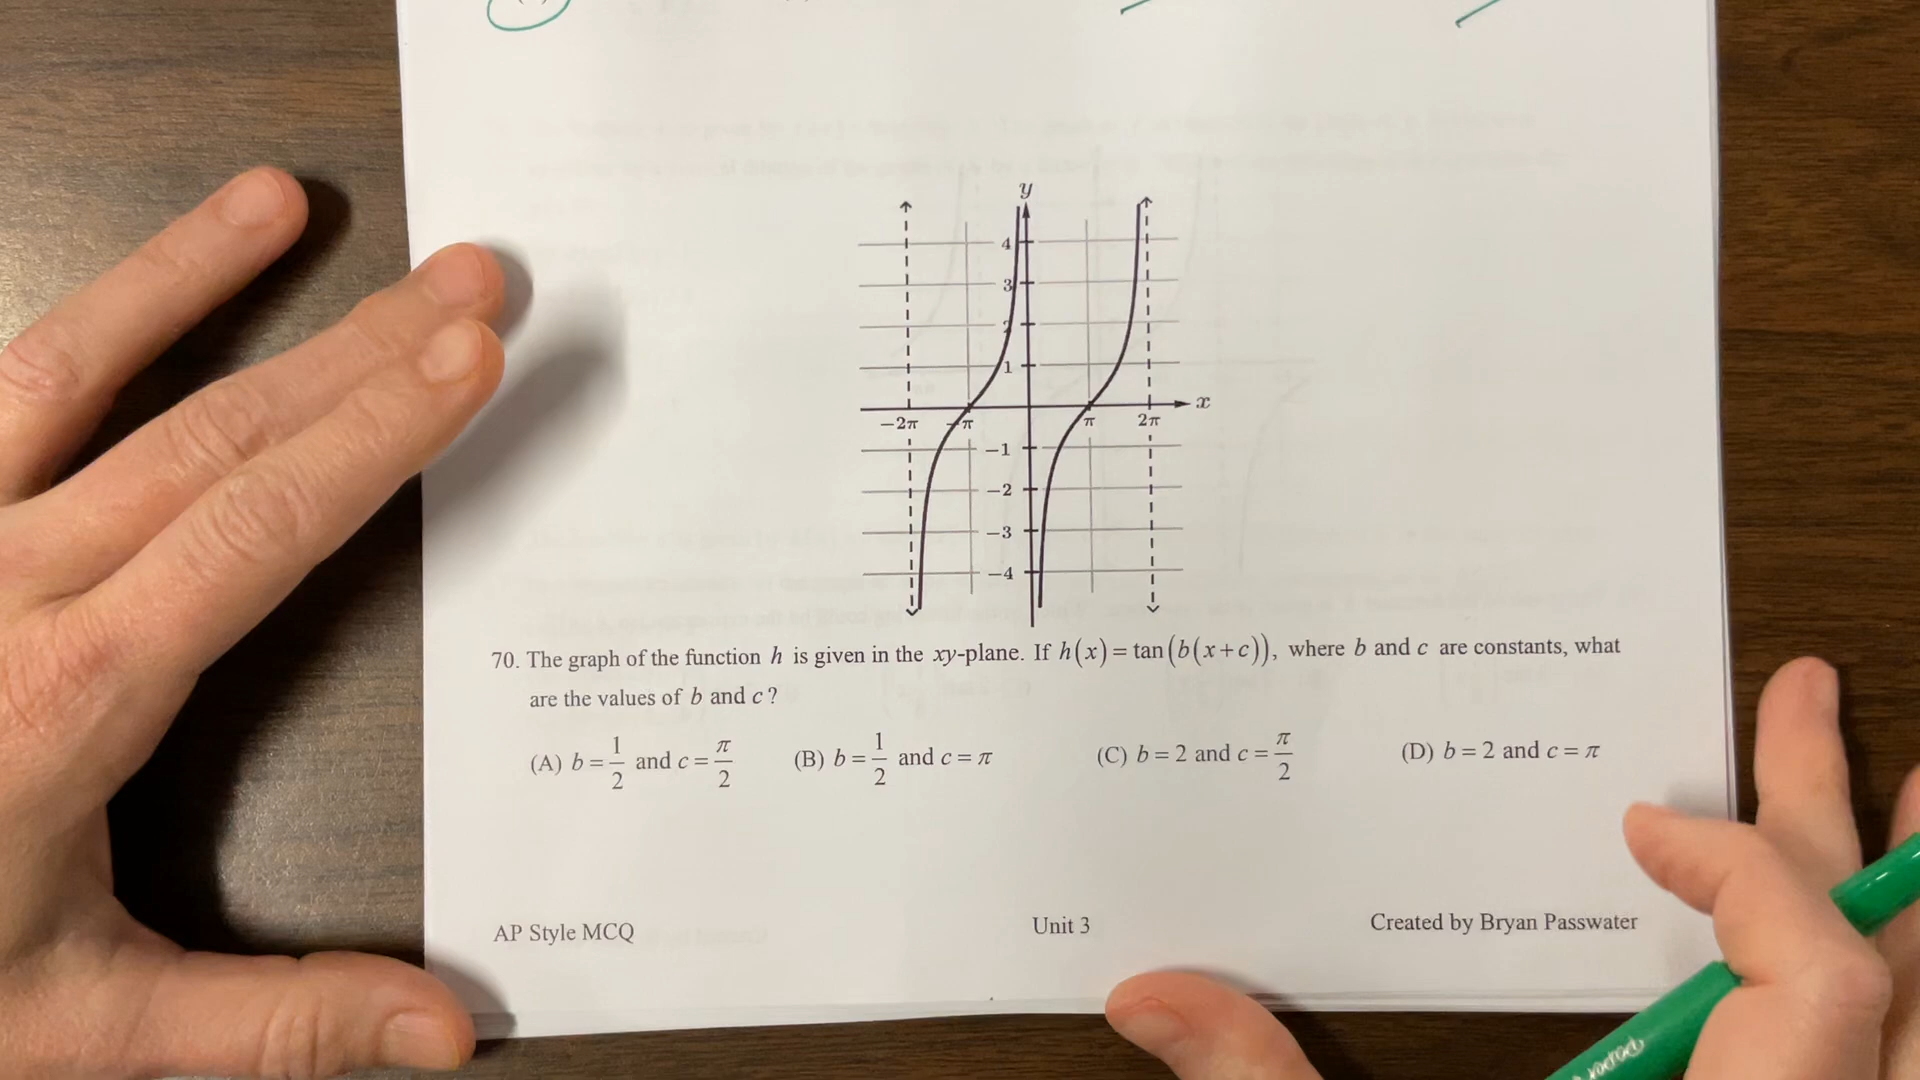 y
4
3
2
1
x
−2π −π π 2π
−1
−2
−3
−4
70. The graph of the function h is given in the xy-plane. If h(x) = tan(b(x+c)), where b and c are constants, what
are the values of b and c?
(A) b = 1/2 and c = π/2 (B) b = 1/2 and c = π (C) b = 2 and c = π/2 (D) b = 2 and c = π
AP Style MCQ Unit 3 Created by Bryan Passwater